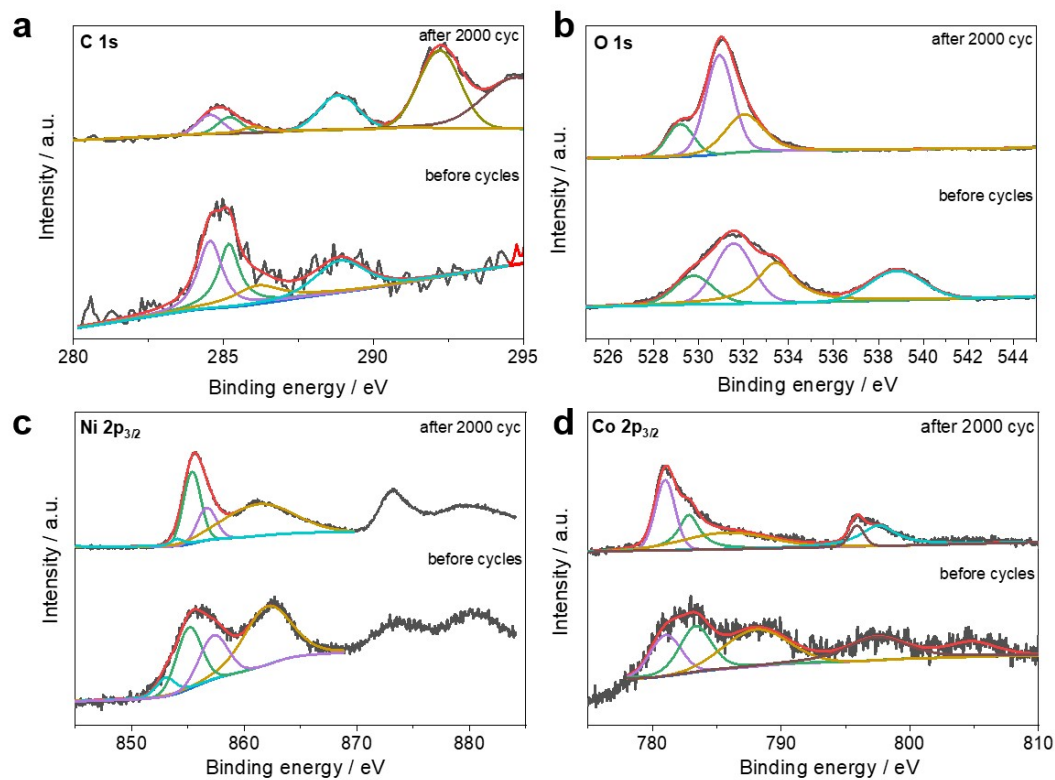 a
C 1s
after 2000 cyc
before cycles
Intensity / a.u.
280 285 290 295
Binding energy / eV
b
O 1s
after 2000 cyc
before cycles
Intensity / a.u.
526 528 530 532 534 536 538 540 542 544
Binding energy / eV
c
Ni 2p3/2
after 2000 cyc
before cycles
Intensity / a.u.
850 860 870 880
Binding energy / eV
d
Co 2p3/2
after 2000 cyc
before cycles
Intensity / a.u.
780 790 800 810
Binding energy / eV